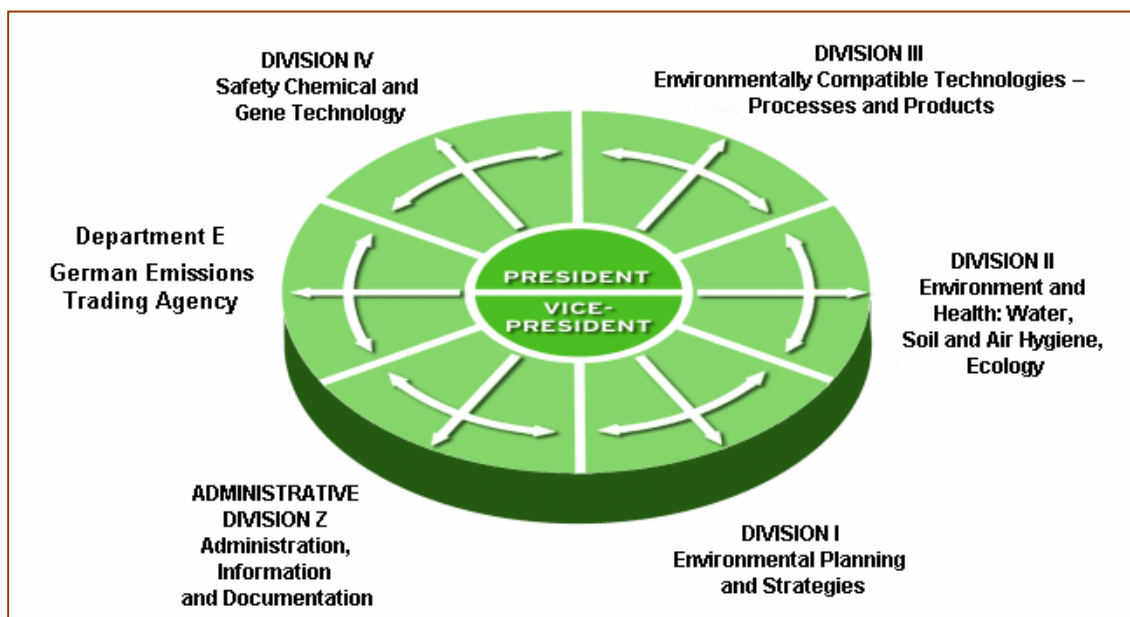 DIVISION IV
Safety Chemical and
Gene Technology
DIVISION III
Environmentally Compatible Technologies –
Processes and Products
Department E
German Emissions
Trading Agency
PRESIDENT
VICE-
PRESIDENT
DIVISION II
Environment and
Health: Water,
Soil and Air Hygiene,
Ecology
ADMINISTRATIVE
DIVISION Z
Administration,
Information
and Documentation
DIVISION I
Environmental Planning
and Strategies